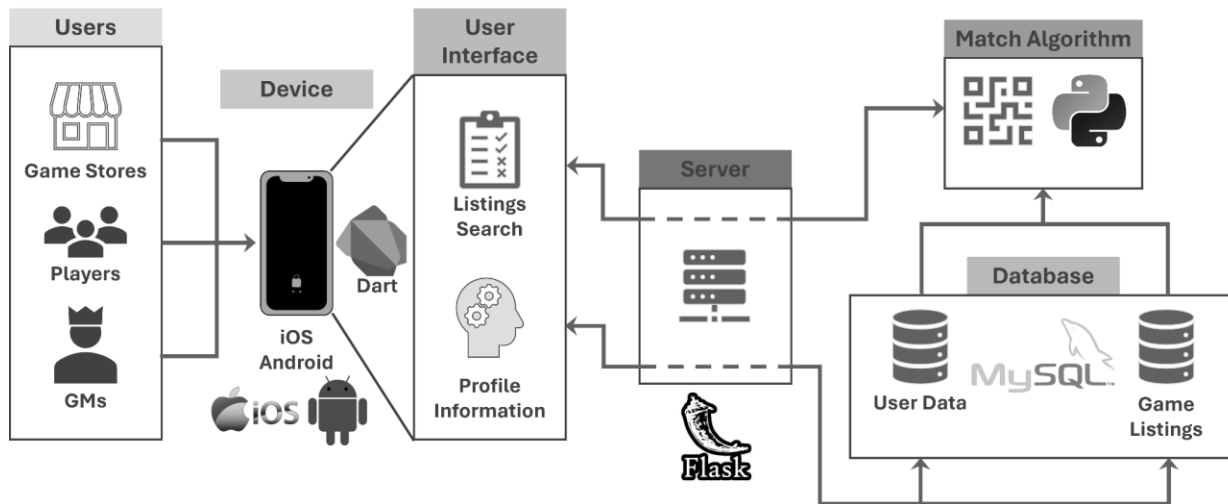 Users
Game Stores
Players
GMs
Device
Dart
iOS
Android
iOS
User
Interface
Listings
Search
Profile
Information
Server
Flask
Match Algorithm
Database
User Data
MySQL™
Game
Listings